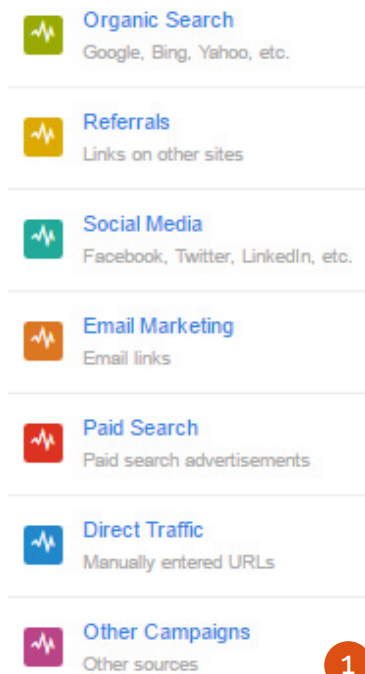 Organic Search
Google, Bing, Yahoo, etc.
Referrals
Links on other sites
Social Media
Facebook, Twitter, LinkedIn, etc.
Email Marketing
Email links
Paid Search
Paid search advertisements
Direct Traffic
Manually entered URLs
Other Campaigns
Other sources
1